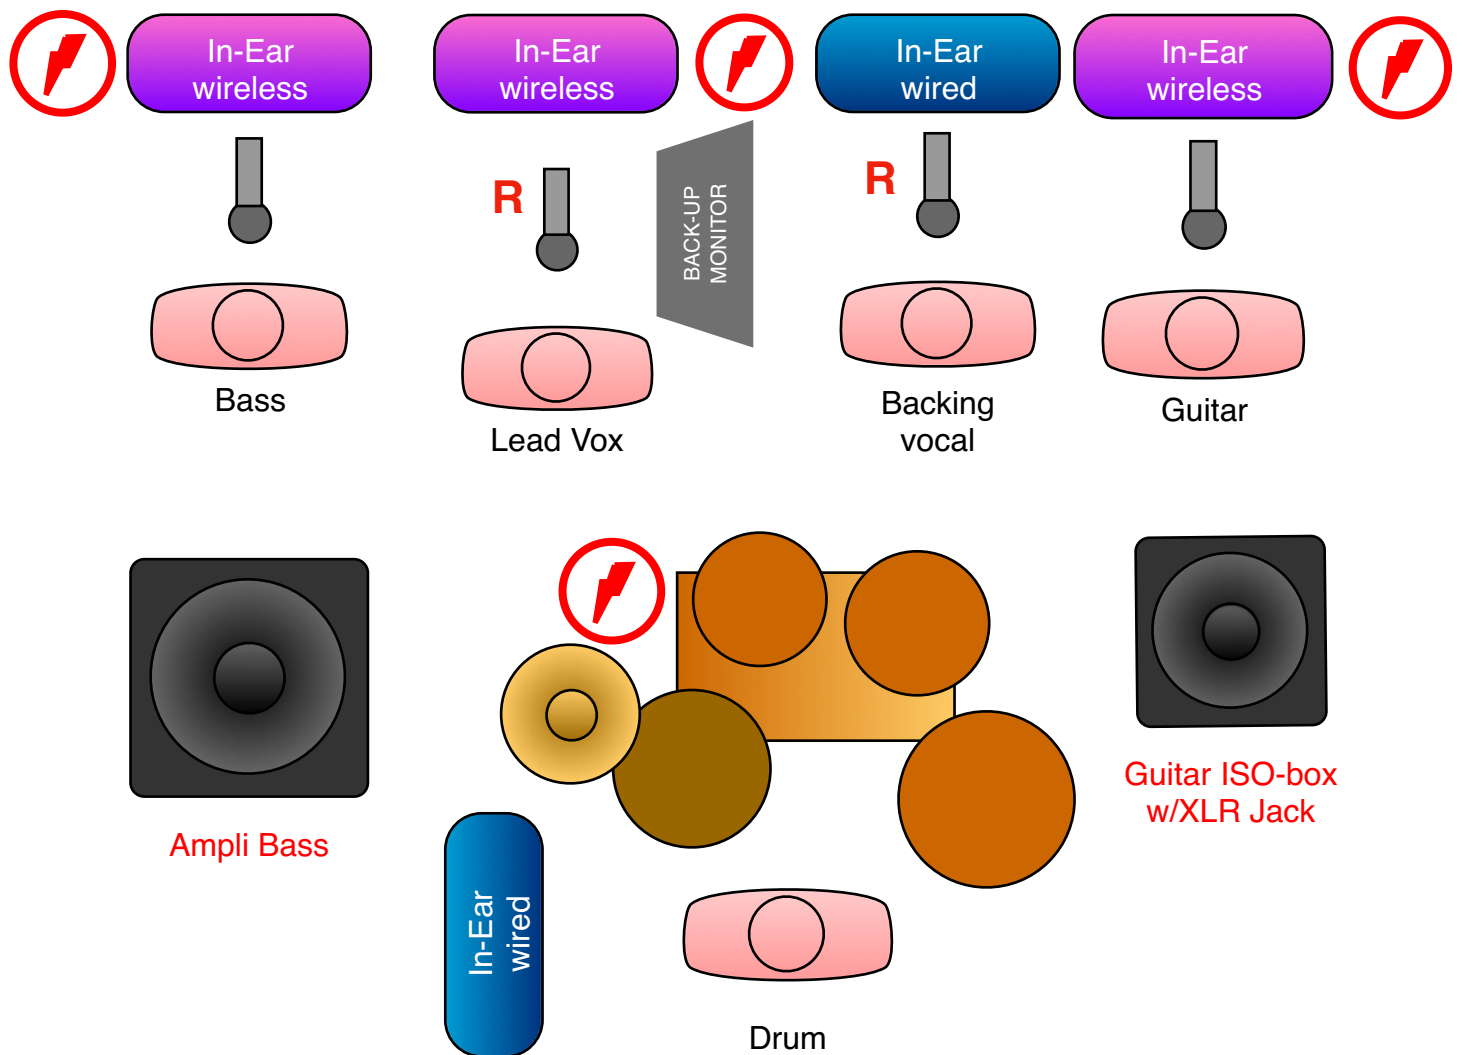 In-Ear
wireless
In-Ear
wireless
In-Ear
wired
In-Ear
wireless
R
BACK-UP
MONITOR
R
Bass
Lead Vox
Backing
vocal
Guitar
Ampli Bass
Guitar ISO-box
w/XLR Jack
In-Ear
wired
Drum